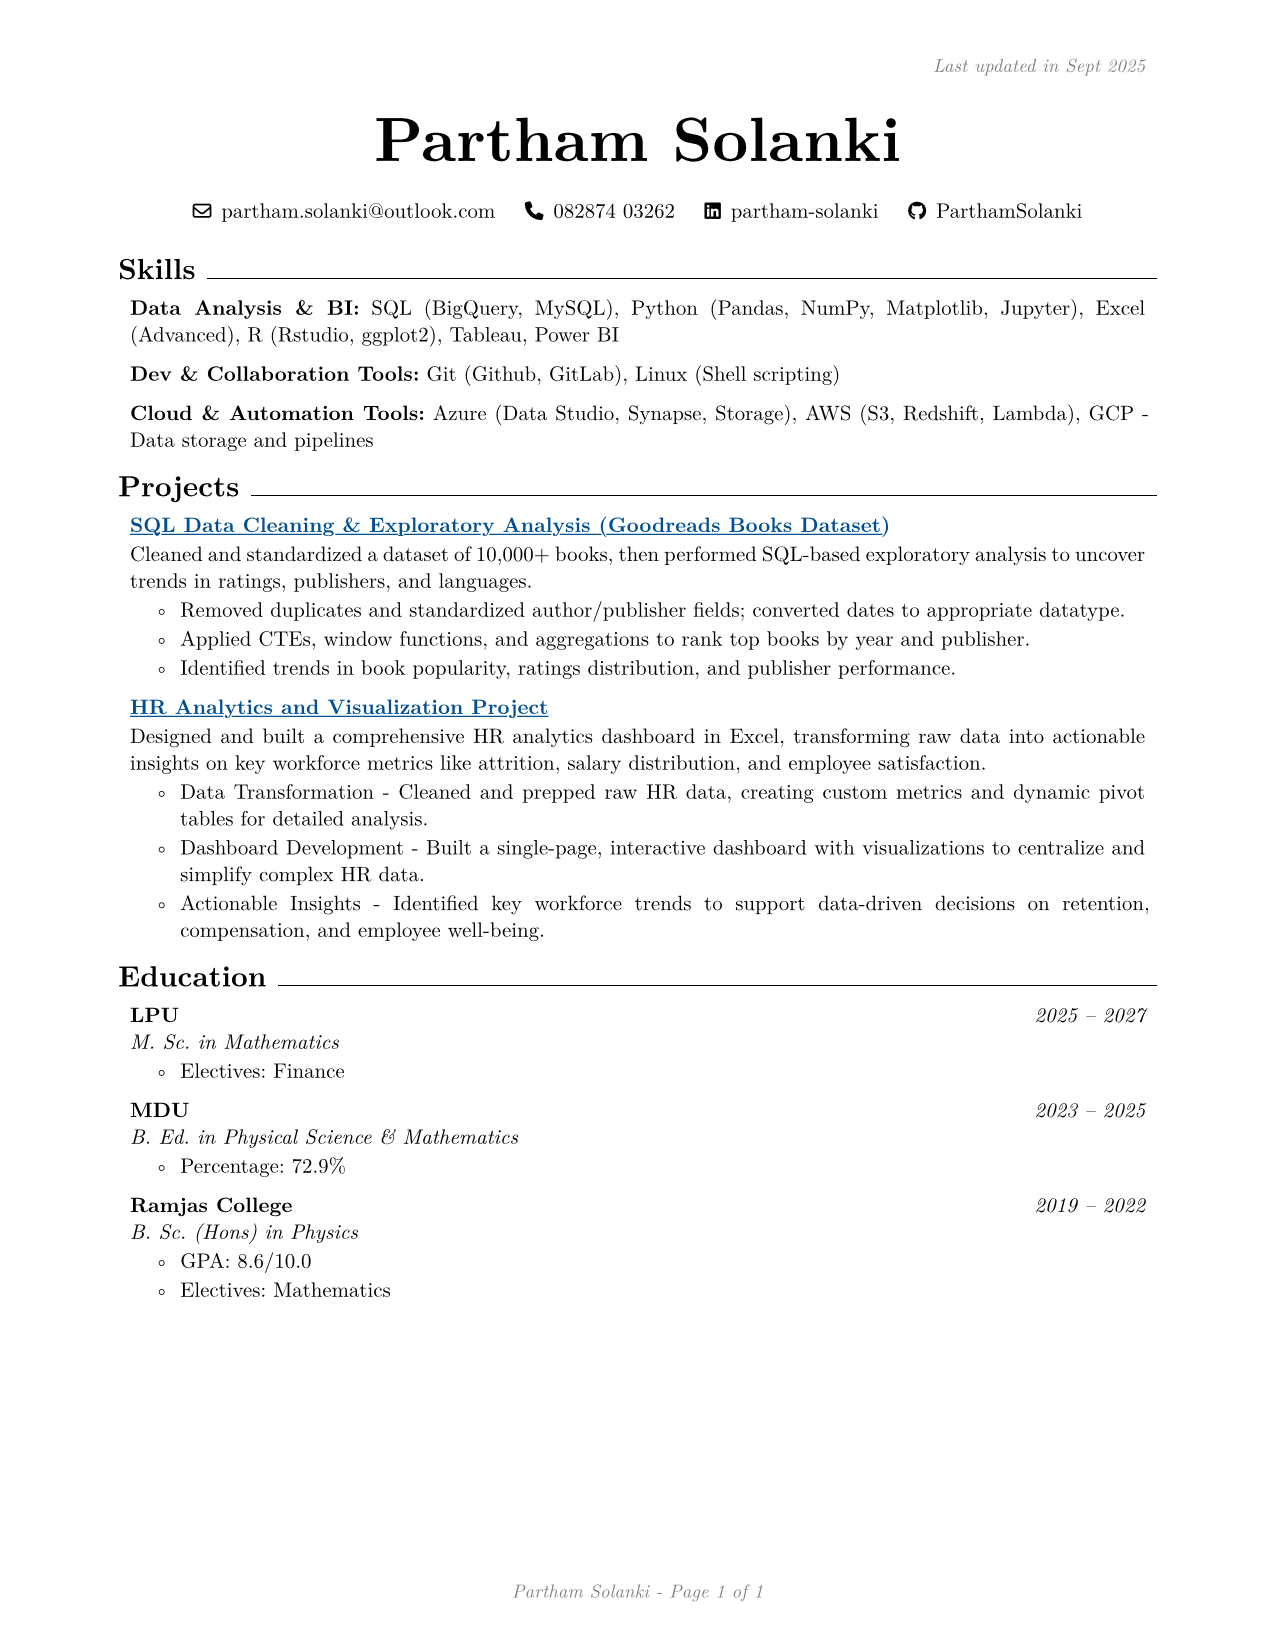 Last updated in Sept 2025
Partham Solanki
partham.solanki@outlook.com 082874 03262 partham-solanki ParthamSolanki
Skills
Data Analysis & BI: SQL (BigQuery, MySQL), Python (Pandas, NumPy, Matplotlib, Jupyter), Excel
(Advanced), R (Rstudio, ggplot2), Tableau, Power BI
Dev & Collaboration Tools: Git (Github, GitLab), Linux (Shell scripting)
Cloud & Automation Tools: Azure (Data Studio, Synapse, Storage), AWS (S3, Redshift, Lambda), GCP -
Data storage and pipelines
Projects
SQL Data Cleaning & Exploratory Analysis (Goodreads Books Dataset)
Cleaned and standardized a dataset of 10,000+ books, then performed SQL-based exploratory analysis to uncover
trends in ratings, publishers, and languages.
◦ Removed duplicates and standardized author/publisher fields; converted dates to appropriate datatype.
◦ Applied CTEs, window functions, and aggregations to rank top books by year and publisher.
◦ Identified trends in book popularity, ratings distribution, and publisher performance.
HR Analytics and Visualization Project
Designed and built a comprehensive HR analytics dashboard in Excel, transforming raw data into actionable
insights on key workforce metrics like attrition, salary distribution, and employee satisfaction.
◦ Data Transformation - Cleaned and prepped raw HR data, creating custom metrics and dynamic pivot
tables for detailed analysis.
◦ Dashboard Development - Built a single-page, interactive dashboard with visualizations to centralize and
simplify complex HR data.
◦ Actionable Insights - Identified key workforce trends to support data-driven decisions on retention,
compensation, and employee well-being.
Education
LPU 2025 – 2027
M. Sc. in Mathematics
◦ Electives: Finance
MDU 2023 – 2025
B. Ed. in Physical Science & Mathematics
◦ Percentage: 72.9%
Ramjas College 2019 – 2022
B. Sc. (Hons) in Physics
◦ GPA: 8.6/10.0
◦ Electives: Mathematics
Partham Solanki - Page 1 of 1